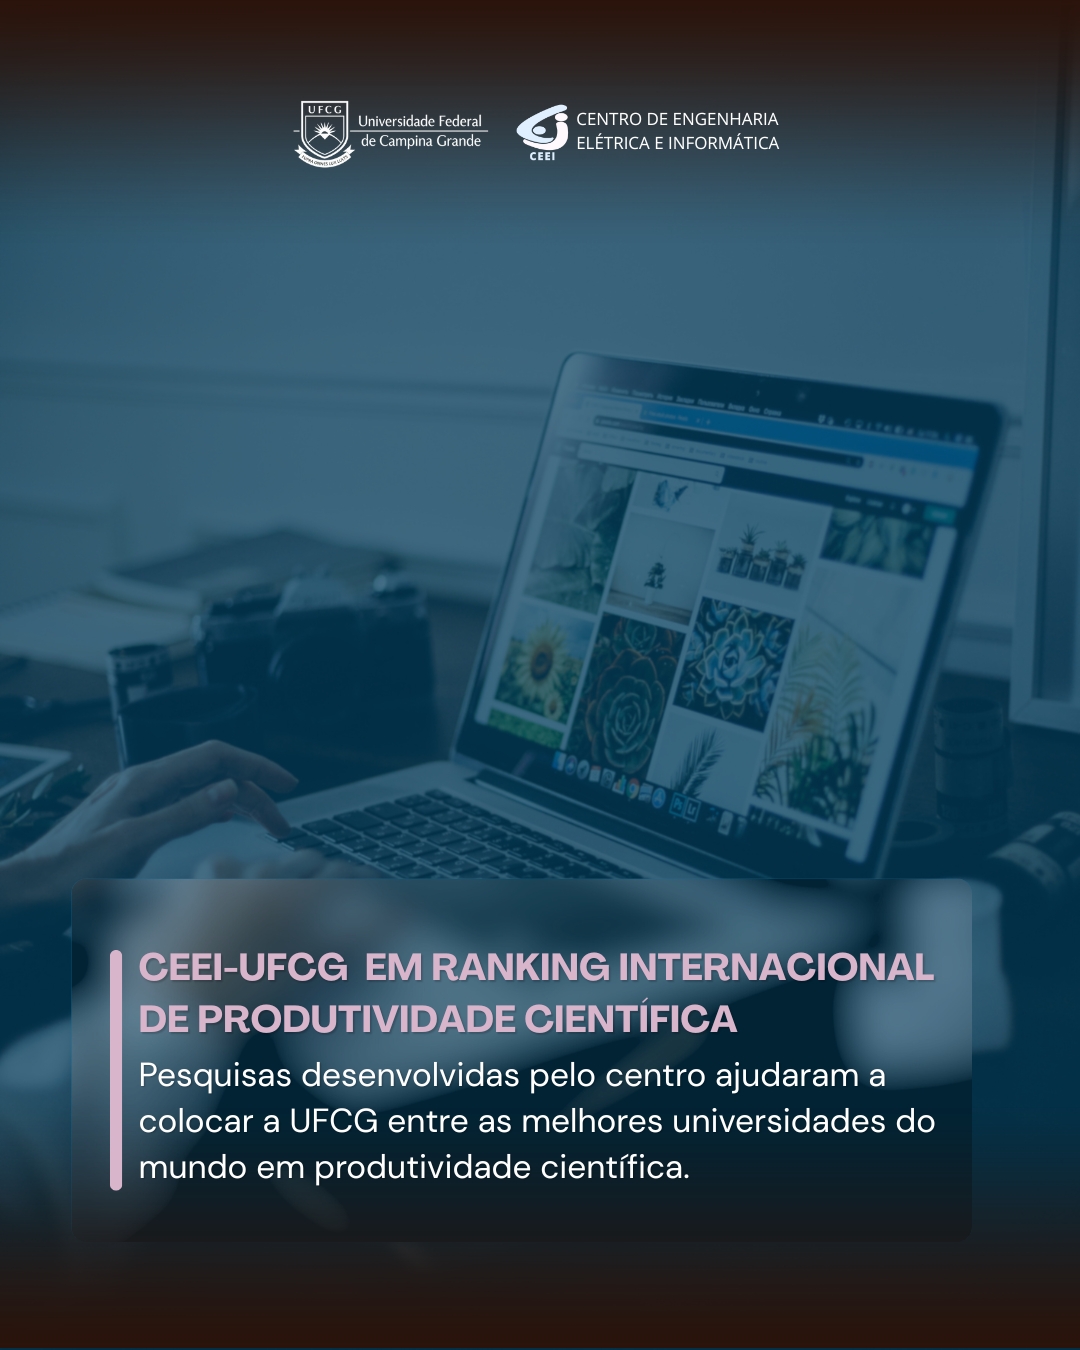 UFCG
Universidade Federal
de Campina Grande
CEEI
CENTRO DE ENGENHARIA
ELÉTRICA E INFORMÁTICA
CEEI-UFCG EM RANKING INTERNACIONAL
DE PRODUTIVIDADE CIENTÍFICA
Pesquisas desenvolvidas pelo centro ajudaram a
colocar a UFCG entre as melhores universidades do
mundo em produtividade científica.